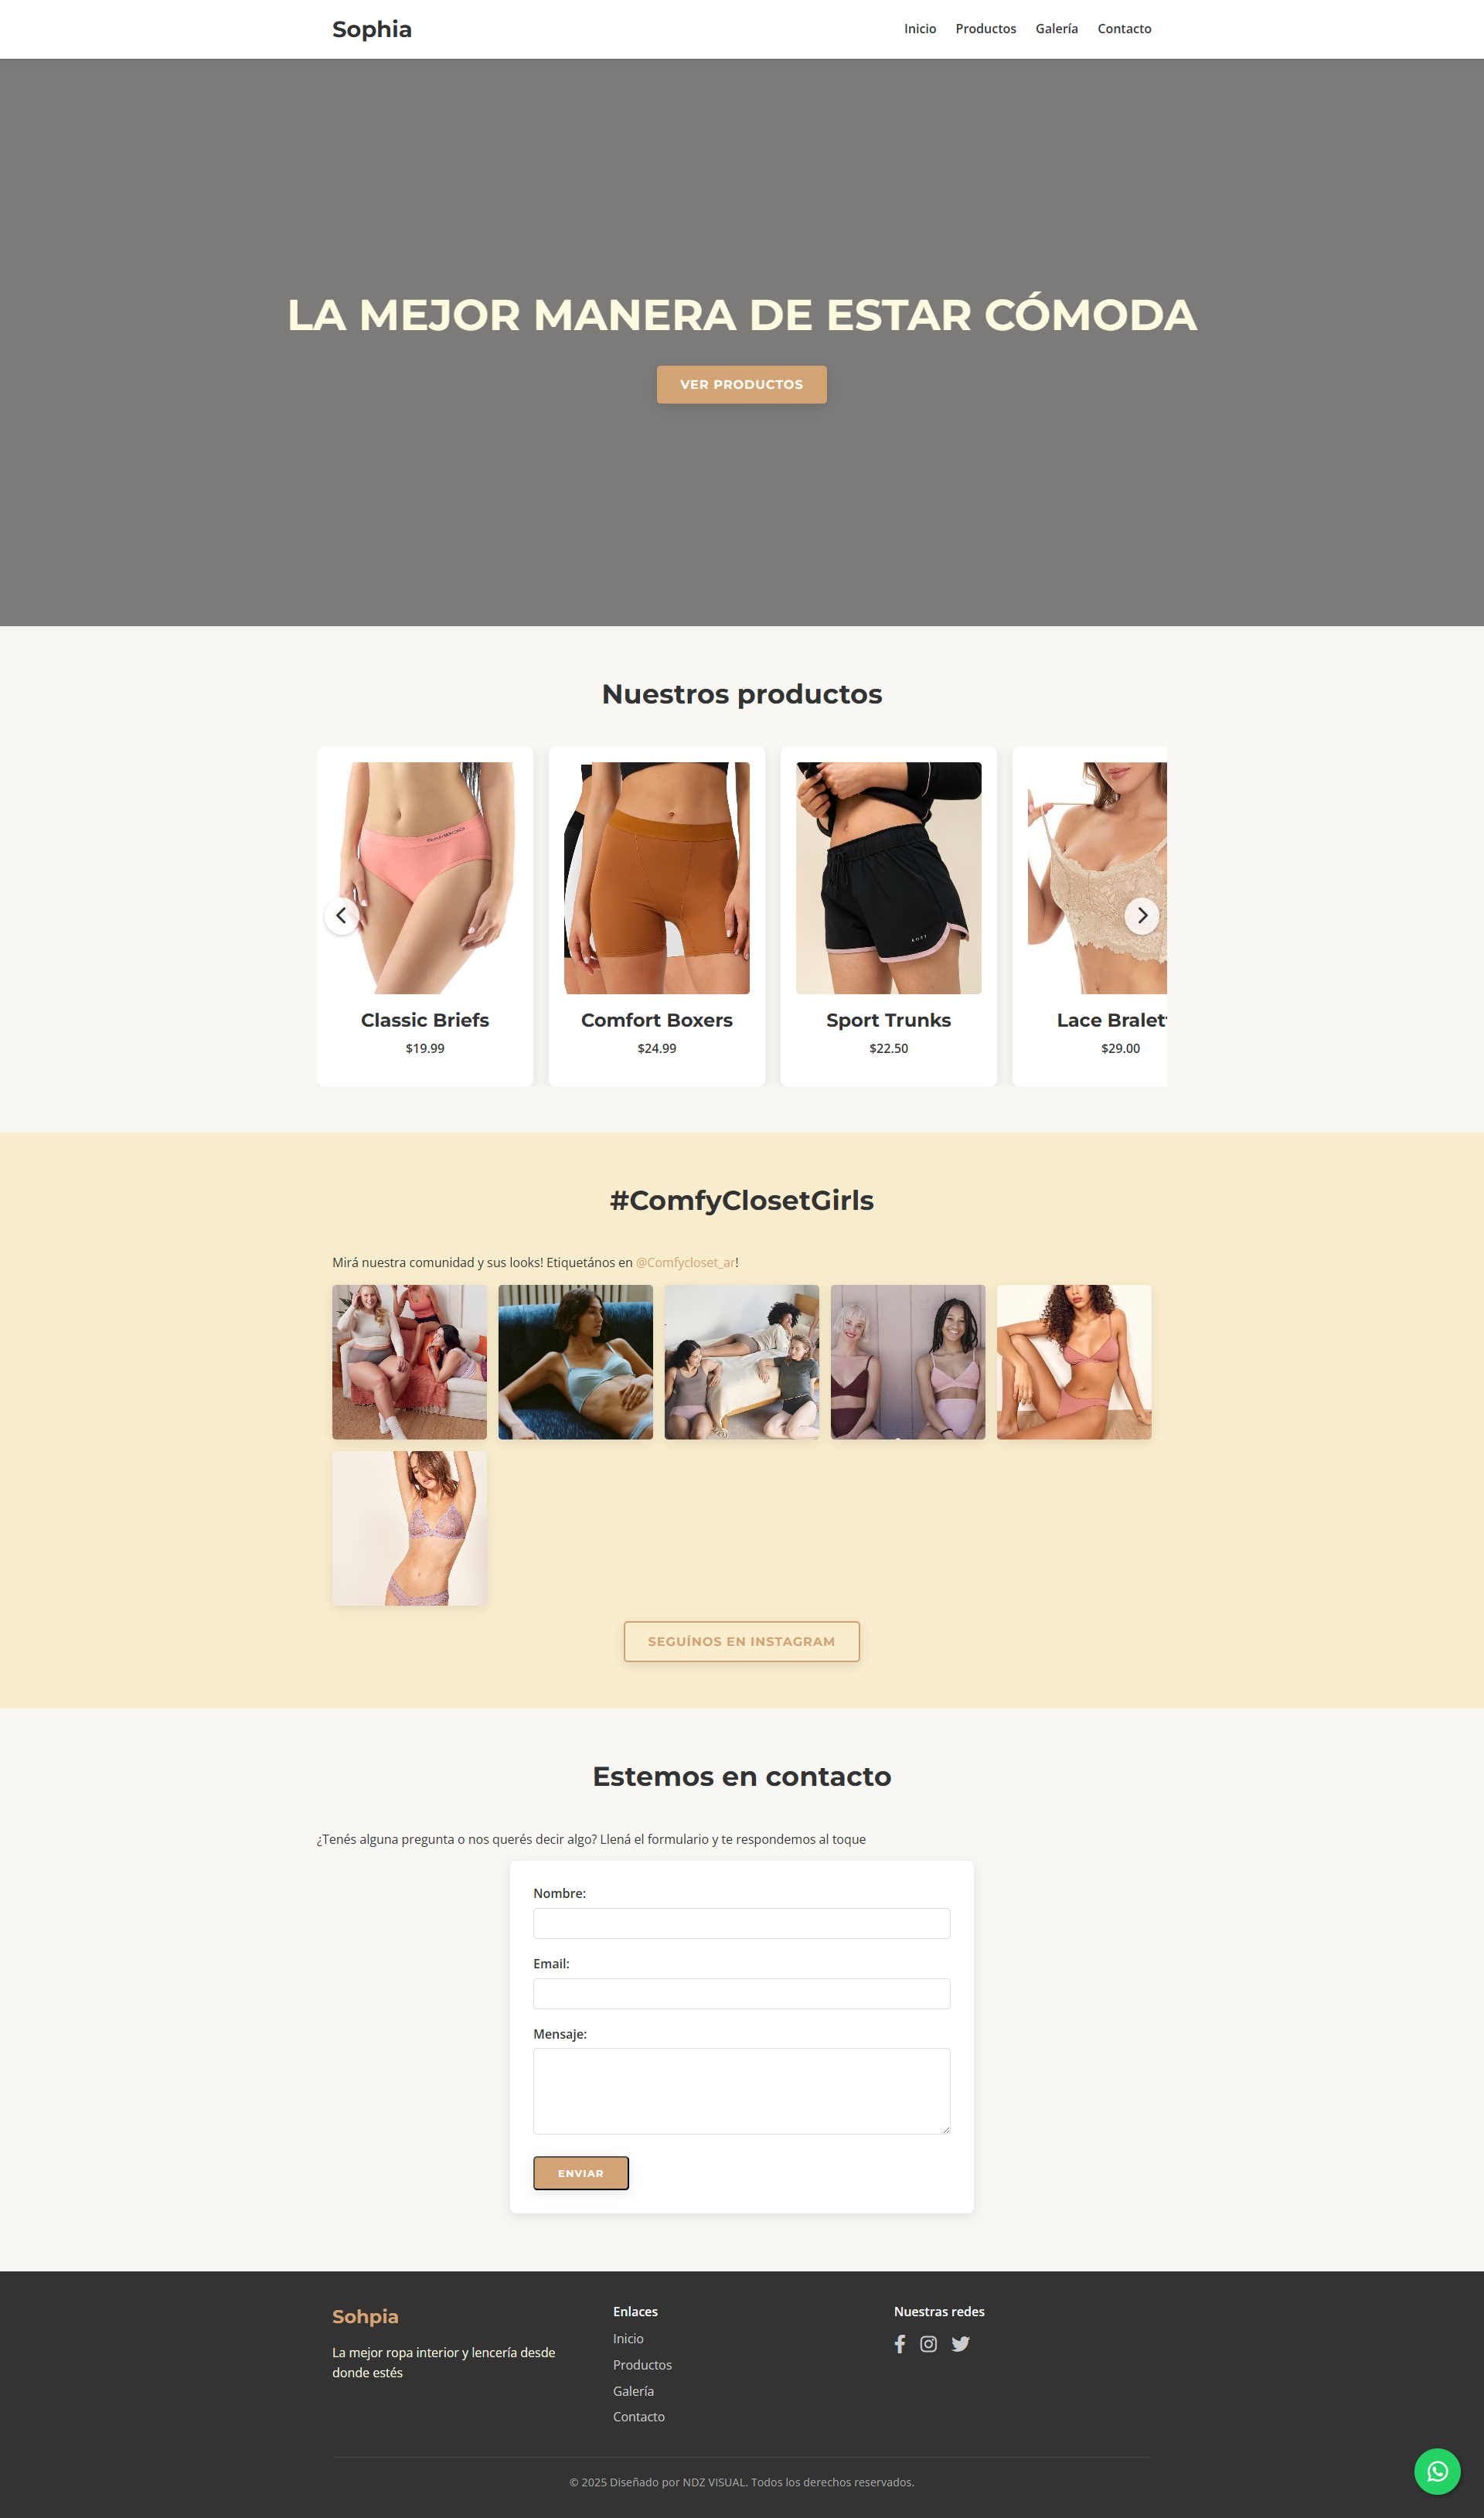 Sophia
Inicio Productos Galería Contacto
LA MEJOR MANERA DE ESTAR CÓMODA
VER PRODUCTOS
Nuestros productos
Classic Briefs
$19.99
Comfort Boxers
$24.99
Sport Trunks
$22.50
Lace Bralet
$29.00
#ComfyClosetGirls
Mirá nuestra comunidad y sus looks! Etiquetános en @Comfycloset_ar!
SEGUÍNOS EN INSTAGRAM
Estemos en contacto
¿Tenés alguna pregunta o nos querés decir algo? Llená el formulario y te respondemos al toque
Nombre:
Email:
Mensaje:
ENVIAR
Sohpia
La mejor ropa interior y lencería desde
donde estés
Enlaces
Inicio
Productos
Galería
Contacto
Nuestras redes
© 2025 Diseñado por NDZ VISUAL. Todos los derechos reservados.